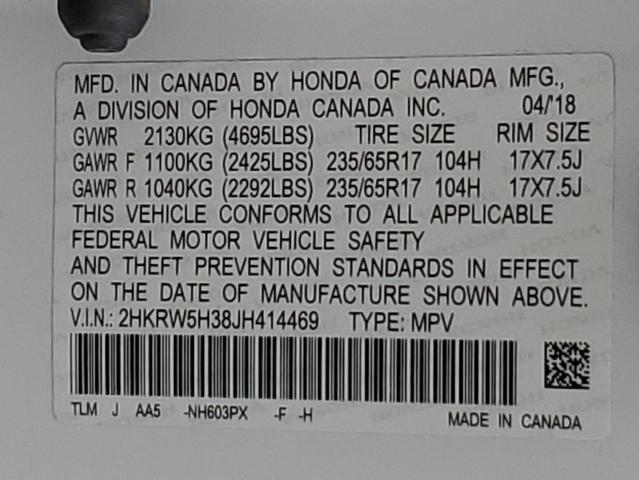 MFD. IN CANADA BY HONDA OF CANADA MFG.,
A DIVISION OF HONDA CANADA INC. 04/'18
GVWR 2130KG (4695LBS) TIRE SIZE RIM SIZE
GAWR F 1100KG (2425LBS) 235/65R17 104H 17X7.5J
GAWR R 1040KG (2292LBS) 235/65R17 104H 17X7.5J
THIS VEHICLE CONFORMS TO ALL APPLICABLE
FEDERAL MOTOR VEHICLE SAFETY
AND THEFT PREVENTION STANDARDS IN EFFECT
ON THE DATE OF MANUFACTURE SHOWN ABOVE.
V.I.N.: 2HKRW5H38JH414469 TYPE: MPV
TLM J AA5 -NH603PX -F -H
MADE IN CANADA